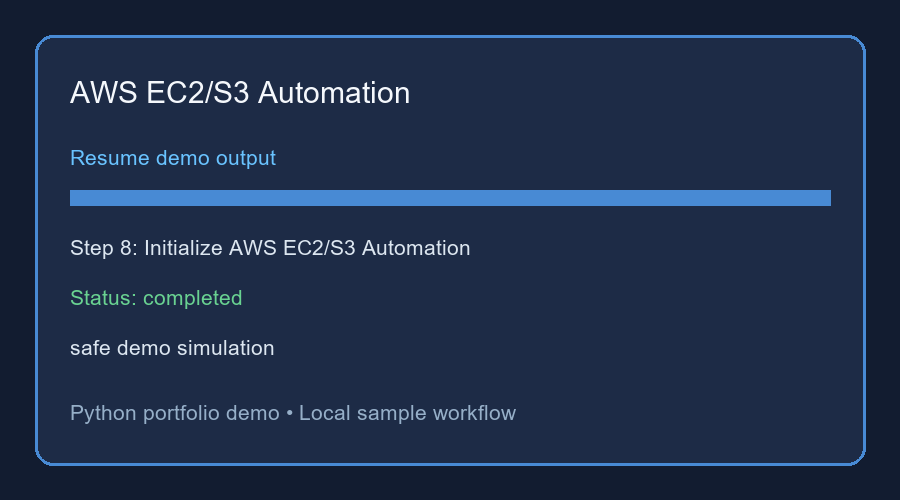 AWS EC2/S3 Automation
Resume demo output
Step 8: Initialize AWS EC2/S3 Automation
Status: completed
safe demo simulation
Python portfolio demo • Local sample workflow